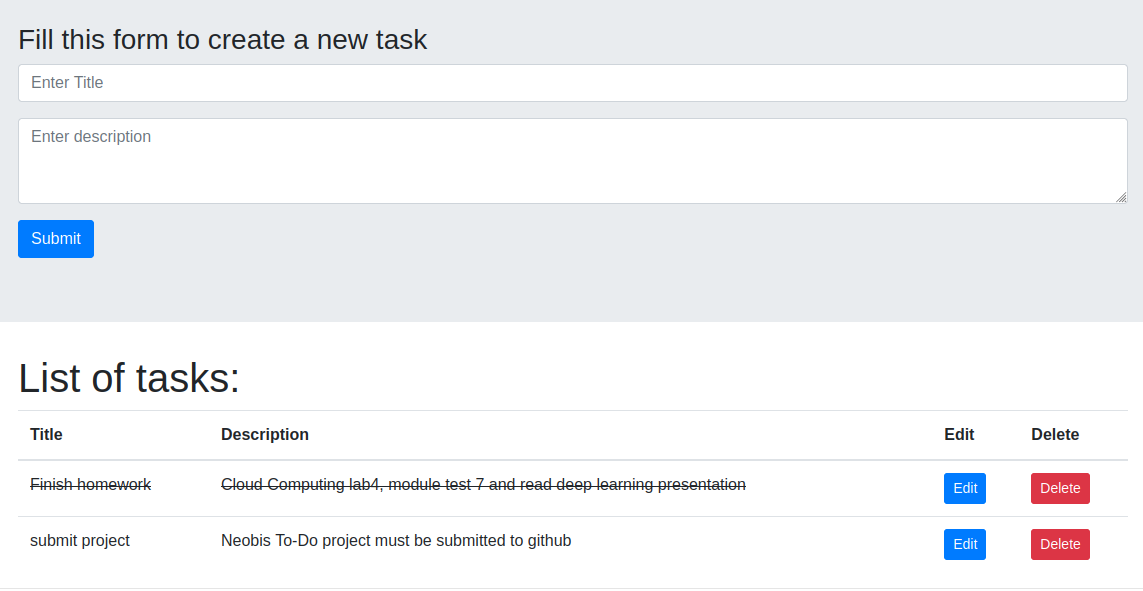 Fill this form to create a new task
Enter Title
Enter description
Submit
List of tasks:
Title Description Edit Delete
Finish homework Cloud Computing lab4, module test 7 and read deep learning presentation Edit Delete
submit project Neobis To-Do project must be submitted to github Edit Delete